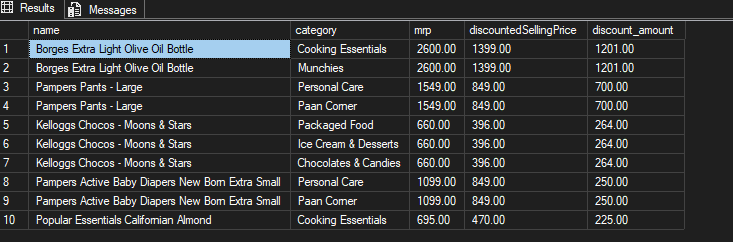 Results Messages
name category mrp discountedSellingPrice discount_amount
1 Borges Extra Light Olive Oil Bottle Cooking Essentials 2600.00 1399.00 1201.00
2 Borges Extra Light Olive Oil Bottle Munchies 2600.00 1399.00 1201.00
3 Pampers Pants - Large Personal Care 1549.00 849.00 700.00
4 Pampers Pants - Large Paan Corner 1549.00 849.00 700.00
5 Kelloggs Chocos - Moons & Stars Packaged Food 660.00 396.00 264.00
6 Kelloggs Chocos - Moons & Stars Ice Cream & Desserts 660.00 396.00 264.00
7 Kelloggs Chocos - Moons & Stars Chocolates & Candies 660.00 396.00 264.00
8 Pampers Active Baby Diapers New Born Extra Small Personal Care 1099.00 849.00 250.00
9 Pampers Active Baby Diapers New Born Extra Small Paan Corner 1099.00 849.00 250.00
10 Popular Essentials Californian Almond Cooking Essentials 695.00 470.00 225.00